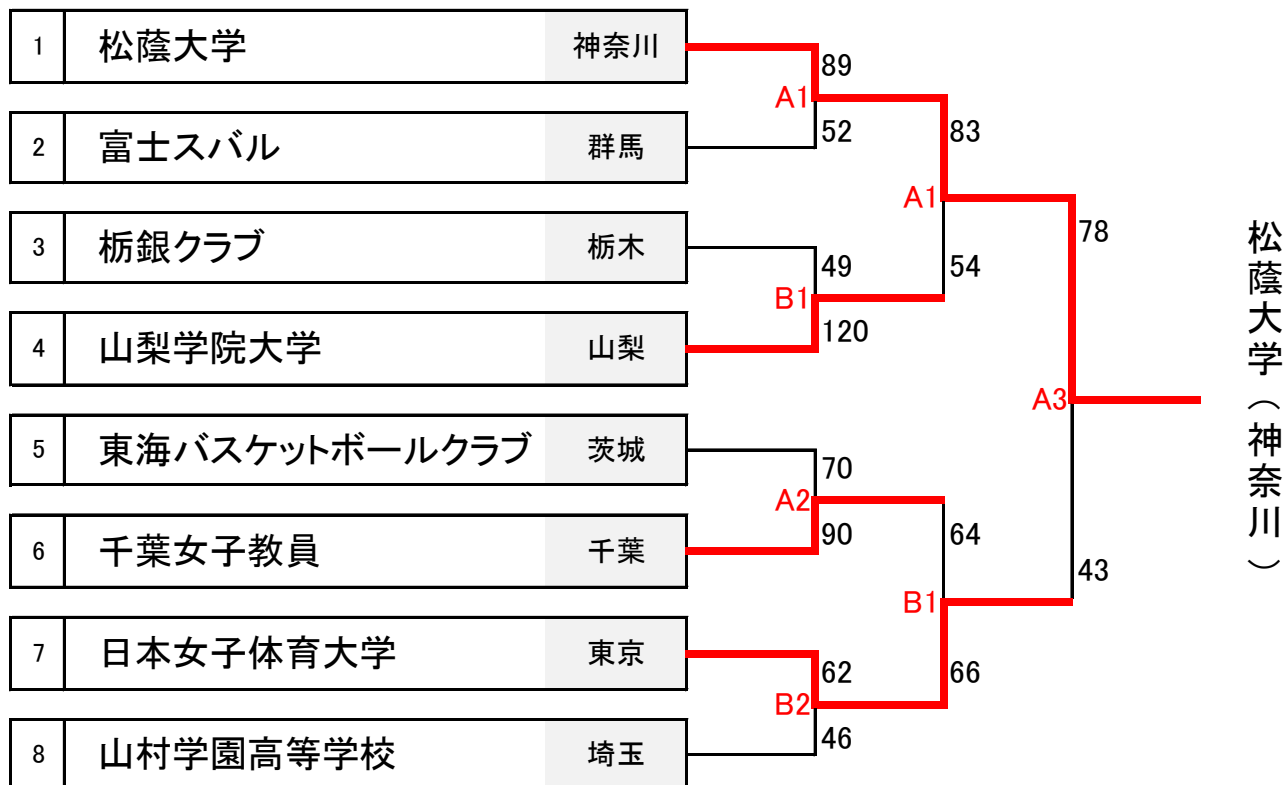 1 松蔭大学 神奈川
89
A1
52
2 富士スバル 群馬
83
A1
54
3 栃銀クラブ 栃木
49
B1
120
4 山梨学院大学 山梨
78
A3
43
5 東海バスケットボールクラブ 茨城
70
A2
90
6 千葉女子教員 千葉
64
B1
66
7 日本女子体育大学 東京
62
B2
46
8 山村学園高等学校 埼玉
松蔭大学（神奈川）